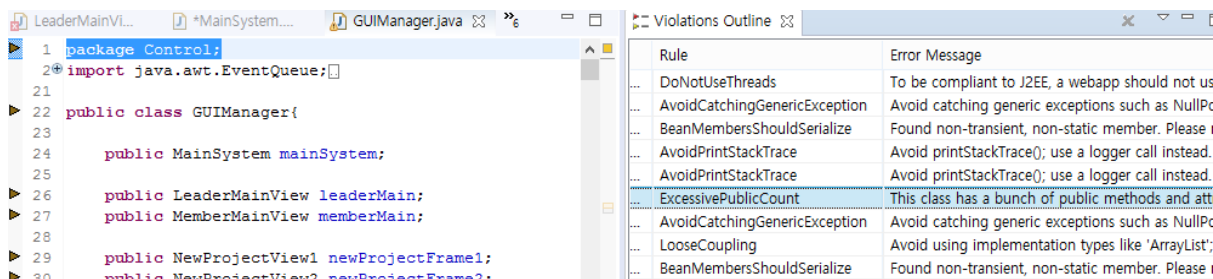 LeaderMainVi... *MainSystem.... GUIManager.java »6
1 package Control;
2 import java.awt.EventQueue;
21
22 public class GUIManager{
23
24 public MainSystem mainSystem;
25
26 public LeaderMainView leaderMain;
27 public MemberMainView memberMain;
28
29 public NewProjectView1 newProjectFrame1;
30 public NewProjectView2 newProjectFrame2;
Violations Outline
Rule Error Message
... DoNotUseThreads To be compliant to J2EE, a webapp should not us
... AvoidCatchingGenericException Avoid catching generic exceptions such as NullPo
... BeanMembersShouldSerialize Found non-transient, non-static member. Please
... AvoidPrintStackTrace Avoid printStackTrace(); use a logger call instead.
... AvoidPrintStackTrace Avoid printStackTrace(); use a logger call instead.
... ExcessivePublicCount This class has a bunch of public methods and att
... AvoidCatchingGenericException Avoid catching generic exceptions such as NullPo
... LooseCoupling Avoid using implementation types like 'ArrayList';
... BeanMembersShouldSerialize Found non-transient, non-static member. Please